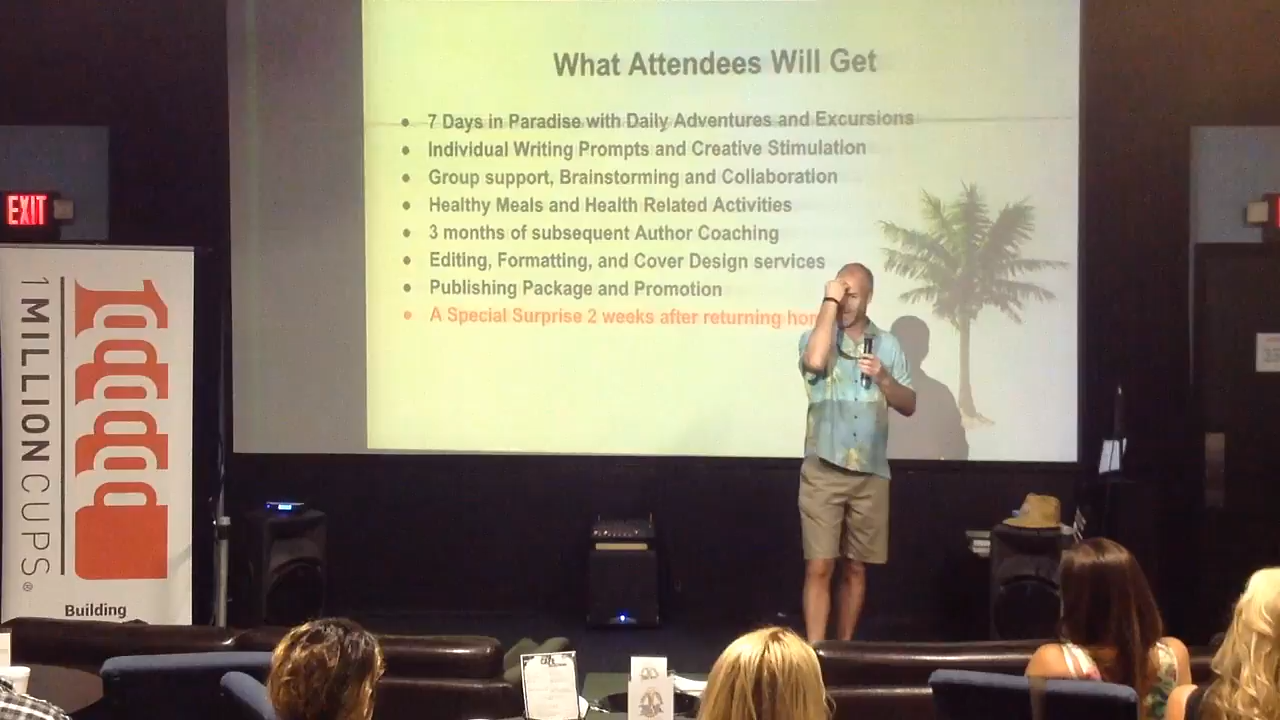 What Attendees Will Get
7 Days in Paradise with Daily Adventures and Excursions
Individual Writing Prompts and Creative Stimulation
Group support, Brainstorming and Collaboration
Healthy Meals and Health Related Activities
3 months of subsequent Author Coaching
Editing, Formatting, and Cover Design services
Publishing Package and Promotion
A Special Surprise 2 weeks after returning
EXIT
1 MILLION CUPS®
Building